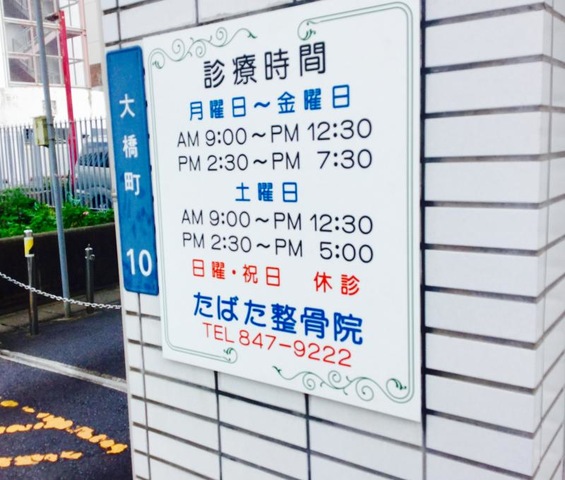 大橋町
10
診療時間
月曜日～金曜日
AM 9:00～PM 12:30
PM 2:30～PM 7:30
土曜日
AM 9:00～PM 12:30
PM 2:30～PM 5:00
日曜・祝日 休診
たばた整骨院
TEL 847-9222